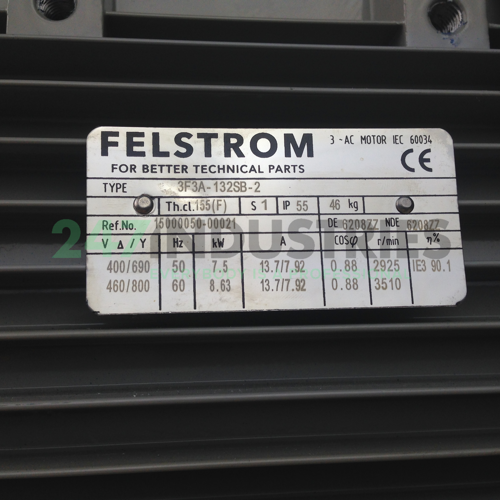 FELSTROM
3 ~AC MOTOR IEC 60034
FOR BETTER TECHNICAL PARTS
CE
TYPE 3F3A-132SB-2
Th.cl.155(F) S 1 IP 55 46 kg
Ref.No. 15000050-00021 DE 6208ZZ NDE 6208ZZ
V Δ / Y Hz kW A cosφ r/min η%
400/690 50 7.5 13.7/7.92 0.88 2925 IE3 90.1
460/800 60 8.63 13.7/7.92 0.88 3510
247 INDUSTRIES